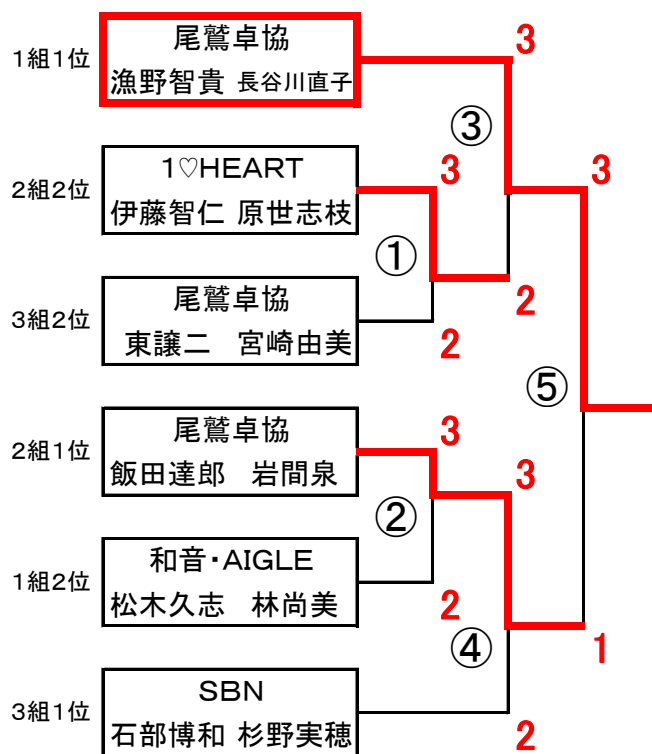 尾鷲卓協
1組1位
漁野智貴 長谷川直子
3
③
1♡HEART
2組2位
伊藤智仁 原世志枝
3
3
①
尾鷲卓協
3組2位
東譲二 宮崎由美
2
2
⑤
尾鷲卓協
2組1位
飯田達郎 岩間泉
3
3
②
和音・AIGLE
1組2位
松木久志 林尚美
2
④
1
SBN
3組1位
石部博和 杉野実穂
2